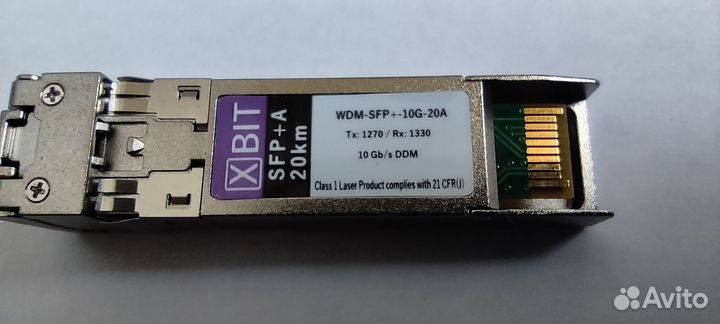 XBIT
SFP+A
20km
WDM-SFP+-10G-20A
Tx: 1270 / Rx: 1330
10 Gb/s DDM
Class 1 Laser Product complies with 21 CFR(J)
Avito